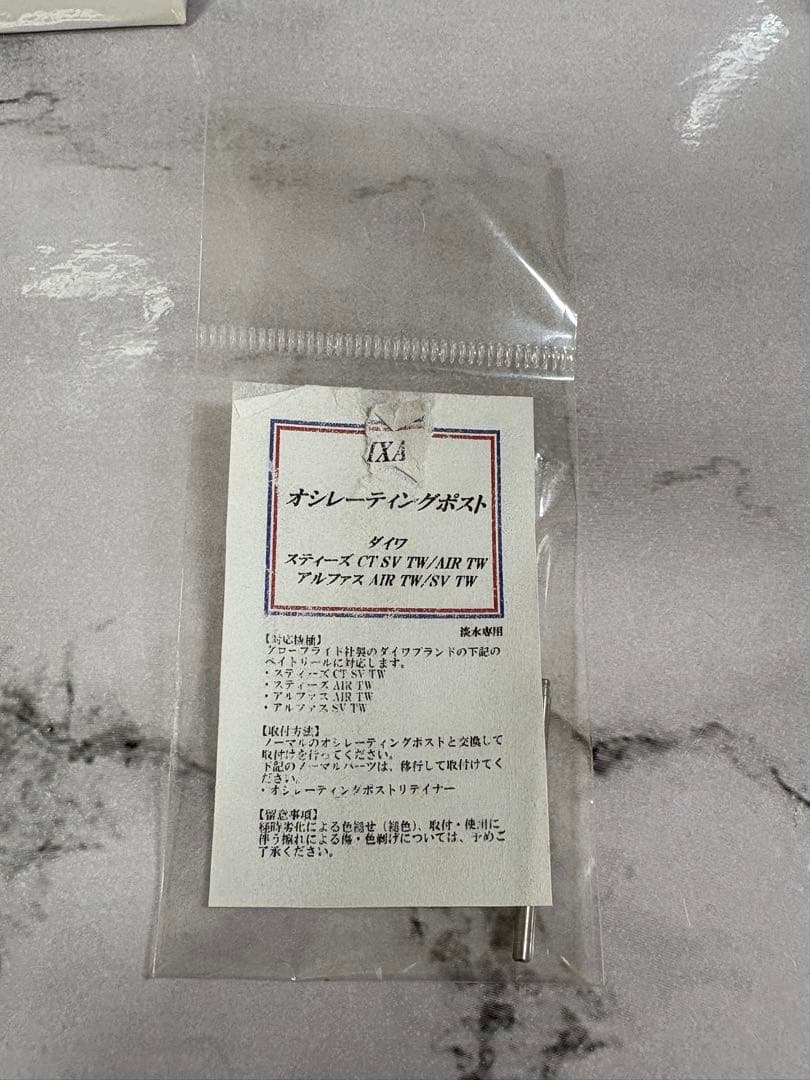 IXA
オシレーティングポスト
ダイワ
スティーズ CT SV TW/AIR TW
アルファス AIR TW/SV TW
淡水専用
【対応機種】
グローブライド社製のダイワブランドの下記の
ベイトリールに対応します。
・スティーズ CT SV TW
・スティーズ AIR TW
・アルファス AIR TW
・アルファス SV TW
【取付方法】
ノーマルのオシレーティングポストと交換して
取付けを行ってください。
下記のノーマルパーツは、移行して取付けてく
ださい。
・オシレーティングポストリテイナー
【留意事項】
経時劣化による色褪せ（褪色）、取付・使用に
伴う擦れによる傷・色剥げについては、予めご
了承ください。